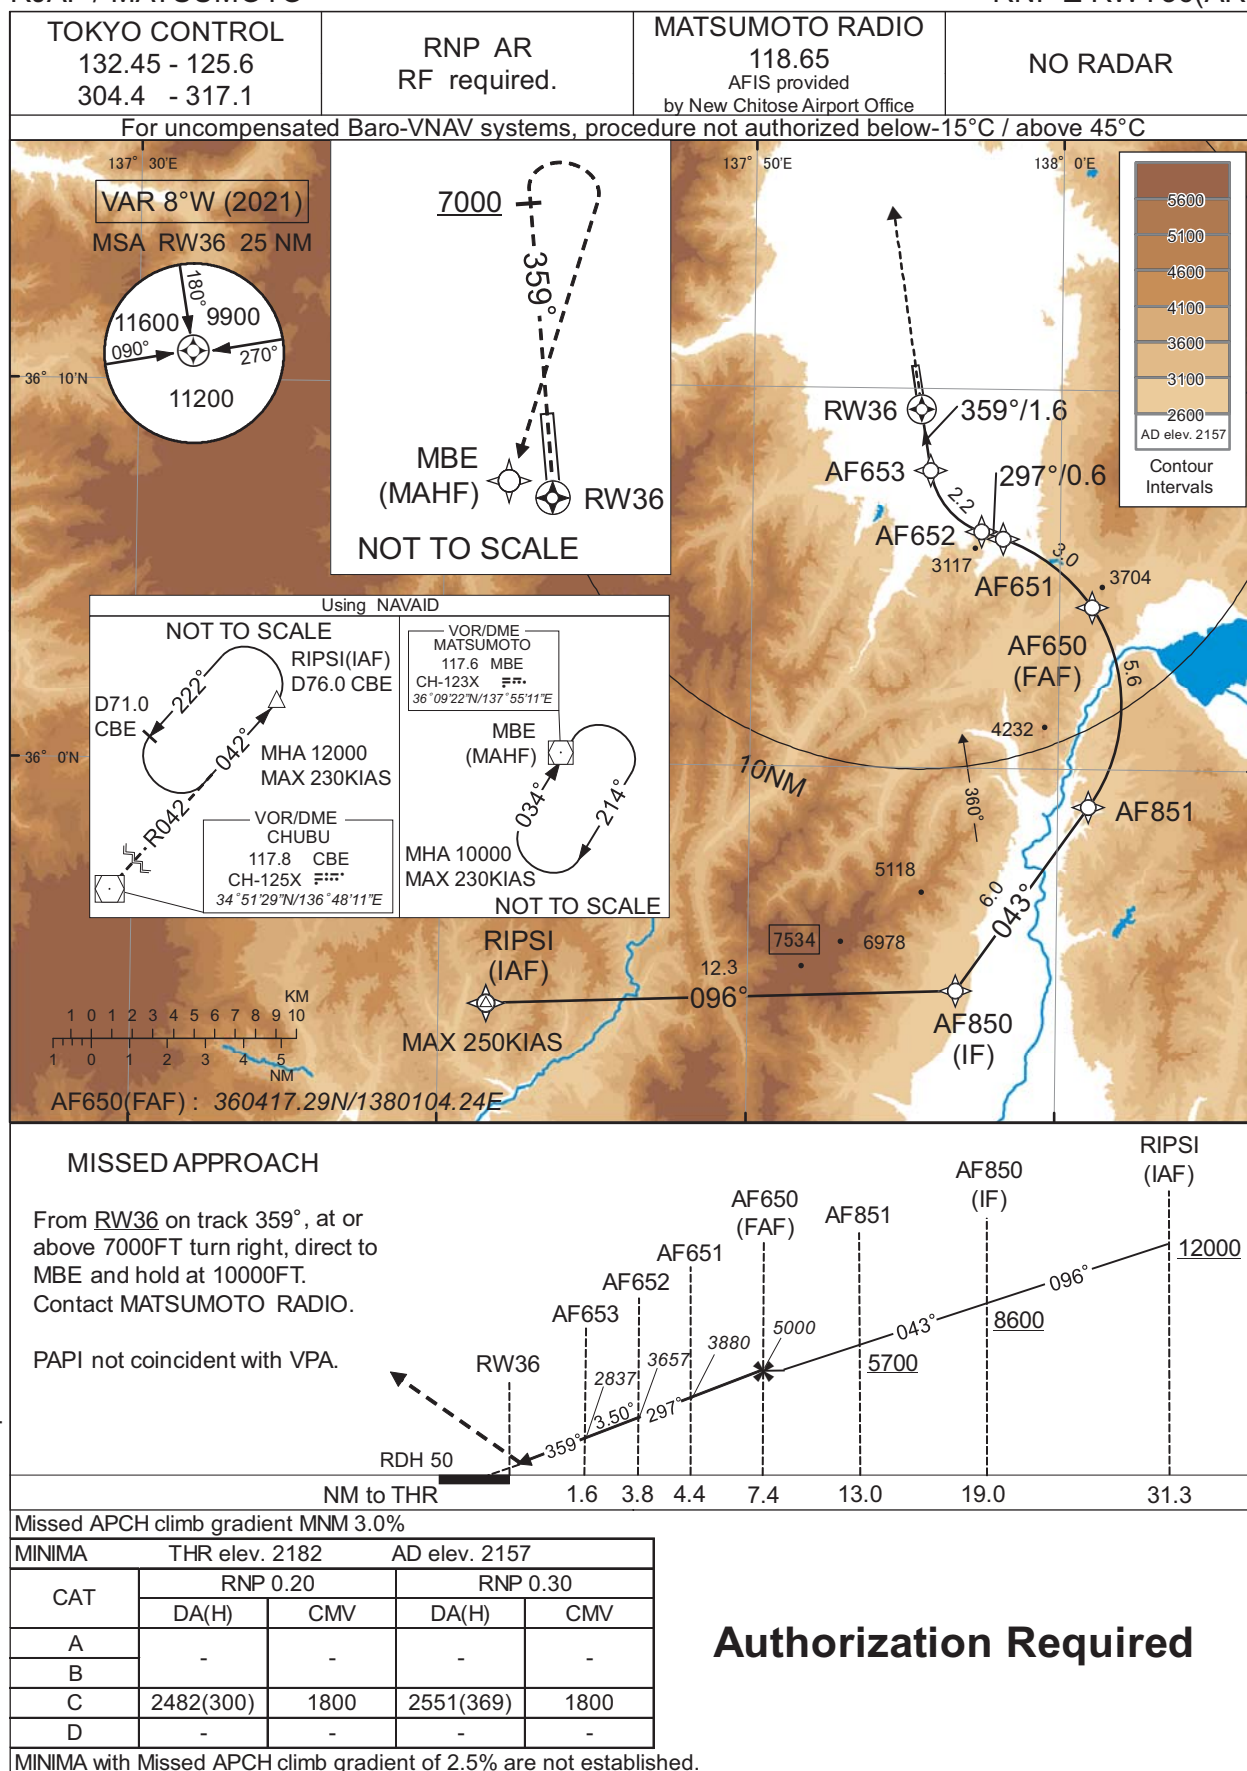 TOKYO CONTROL
132.45 - 125.6
304.4 - 317.1
RNP AR
RF required.
MATSUMOTO RADIO
118.65
AFIS provided
by New Chitose Airport Office
NO RADAR
For uncompensated Baro-VNAV systems, procedure not authorized below-15°C / above 45°C
137° 30'E
137° 50'E
138° 0'E
VAR 8°W (2021)
MSA RW36 25 NM
180°
11600
9900
090°
270°
11200
36° 10'N
7000
359°
MBE
(MAHF)
RW36
NOT TO SCALE
5600
5100
4600
4100
3600
3100
2600
AD elev. 2157
Contour
Intervals
RW36
359°/1.6
AF653
297°/0.6
2.2
AF652
3117
3.0
AF651
3704
AF650
(FAF)
5.6
4232
10NM
360°
AF851
5118
6.0
043°
7534
6978
RIPSI
(IAF)
12.3
096°
MAX 250KIAS
AF850
(IF)
Using NAVAID
NOT TO SCALE
RIPSI(IAF)
D76.0 CBE
222°
D71.0
CBE
042°
MHA 12000
MAX 230KIAS
R042
VOR/DME
CHUBU
117.8 CBE
CH-125X
34°51'29"N/136°48'11"E
VOR/DME
MATSUMOTO
117.6 MBE
CH-123X
36°09'22"N/137°55'11"E
MBE
(MAHF)
034°
214°
MHA 10000
MAX 230KIAS
NOT TO SCALE
36° 0'N
KM
1 0 1 2 3 4 5 6 7 8 9 10
1 0 1 2 3 4 5
NM
AF650(FAF) : 360417.29N/1380104.24E
MISSED APPROACH
From RW36 on track 359°, at or
above 7000FT turn right, direct to
MBE and hold at 10000FT.
Contact MATSUMOTO RADIO.
PAPI not coincident with VPA.
RIPSI
(IAF)
AF850
(IF)
AF650
(FAF)
AF851
AF651
AF652
AF653
RW36
12000
096°
8600
043°
5700
5000
3880
3657
2837
297°
3.50°
359°
RDH 50
NM to THR
1.6 3.8 4.4 7.4 13.0 19.0 31.3
Missed APCH climb gradient MNM 3.0%
MINIMA THR elev. 2182 AD elev. 2157
CAT RNP 0.20 RNP 0.30
DA(H) CMV DA(H) CMV
A
- - - -
B
C 2482(300) 1800 2551(369) 1800
D - - - -
MINIMA with Missed APCH climb gradient of 2.5% are not established.
Authorization Required